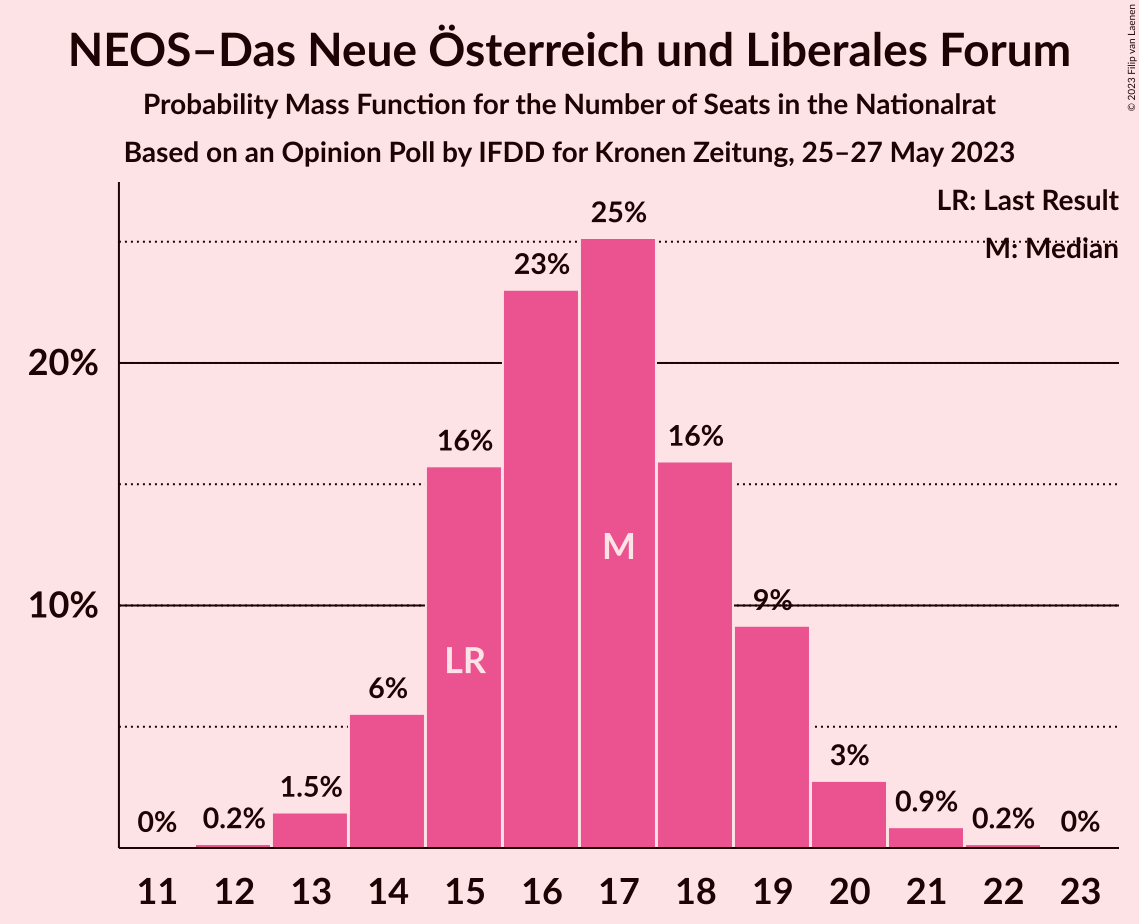 NEOS–Das Neue Österreich und Liberales Forum
Probability Mass Function for the Number of Seats in the Nationalrat
Based on an Opinion Poll by IFDD for Kronen Zeitung, 25–27 May 2023
© 2023 Filip van Laenen
LR: Last Result
M: Median
20%
10%
0%
0.2%
1.5%
6%
16%
23%
25%
16%
9%
3%
0.9%
0.2%
0%
LR
M
11 12 13 14 15 16 17 18 19 20 21 22 23